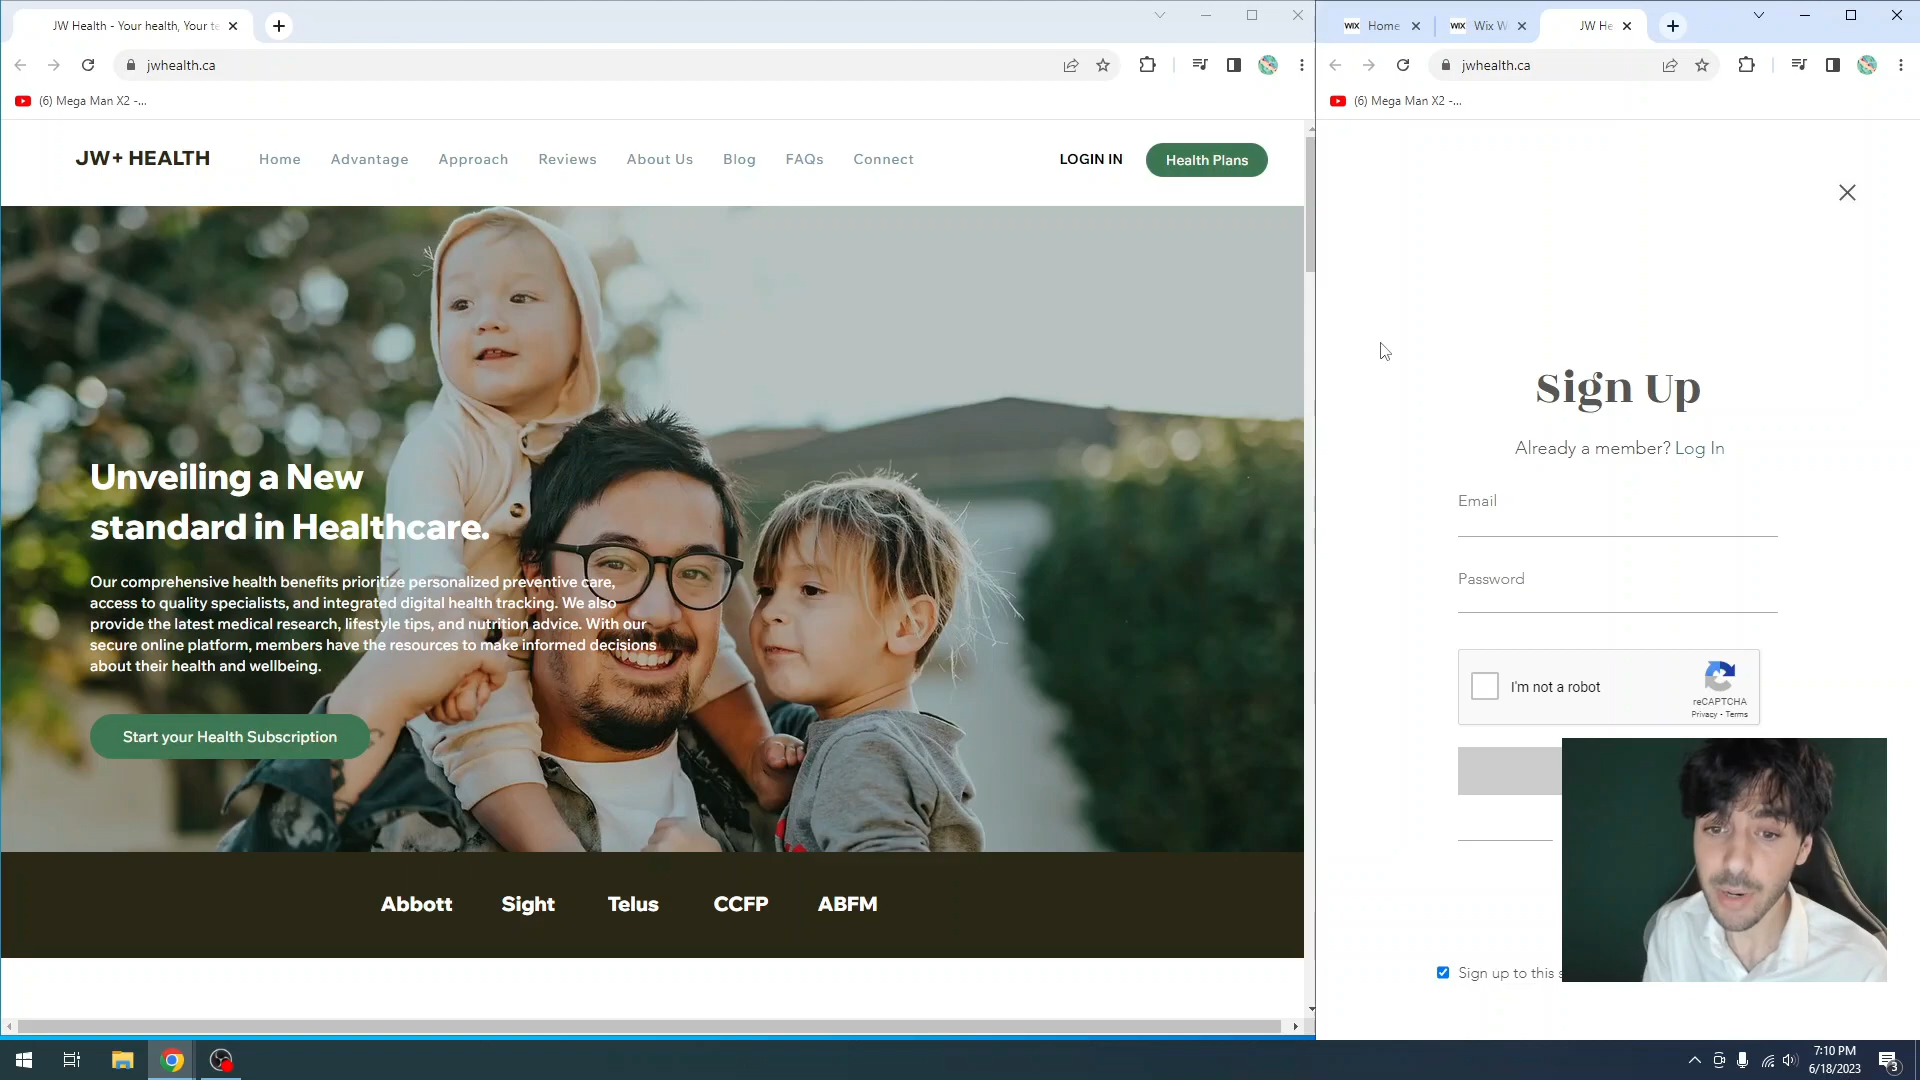 JW Health - Your health, Your te
jwhealth.ca
(6) Mega Man X2 -...
JW+ HEALTH
Home
Advantage
Approach
Reviews
About Us
Blog
FAQs
Connect
LOGIN IN
Health Plans
Unveiling a New
standard in Healthcare.
Our comprehensive health benefits prioritize personalized preventive care,
access to quality specialists, and integrated digital health tracking. We also
provide the latest medical research, lifestyle tips, and nutrition advice. With our
secure online platform, members have the resources to make informed decisions
about their health and wellbeing.
Start your Health Subscription
Abbott
Sight
Telus
CCFP
ABFM
WIX Home
WIX Wix W
JW He
jwhealth.ca
(6) Mega Man X2 -...
Sign Up
Already a member? Log In
Email
Password
I'm not a robot
reCAPTCHA
Privacy - Terms
Sign up to this s
7:10 PM
6/18/2023
3